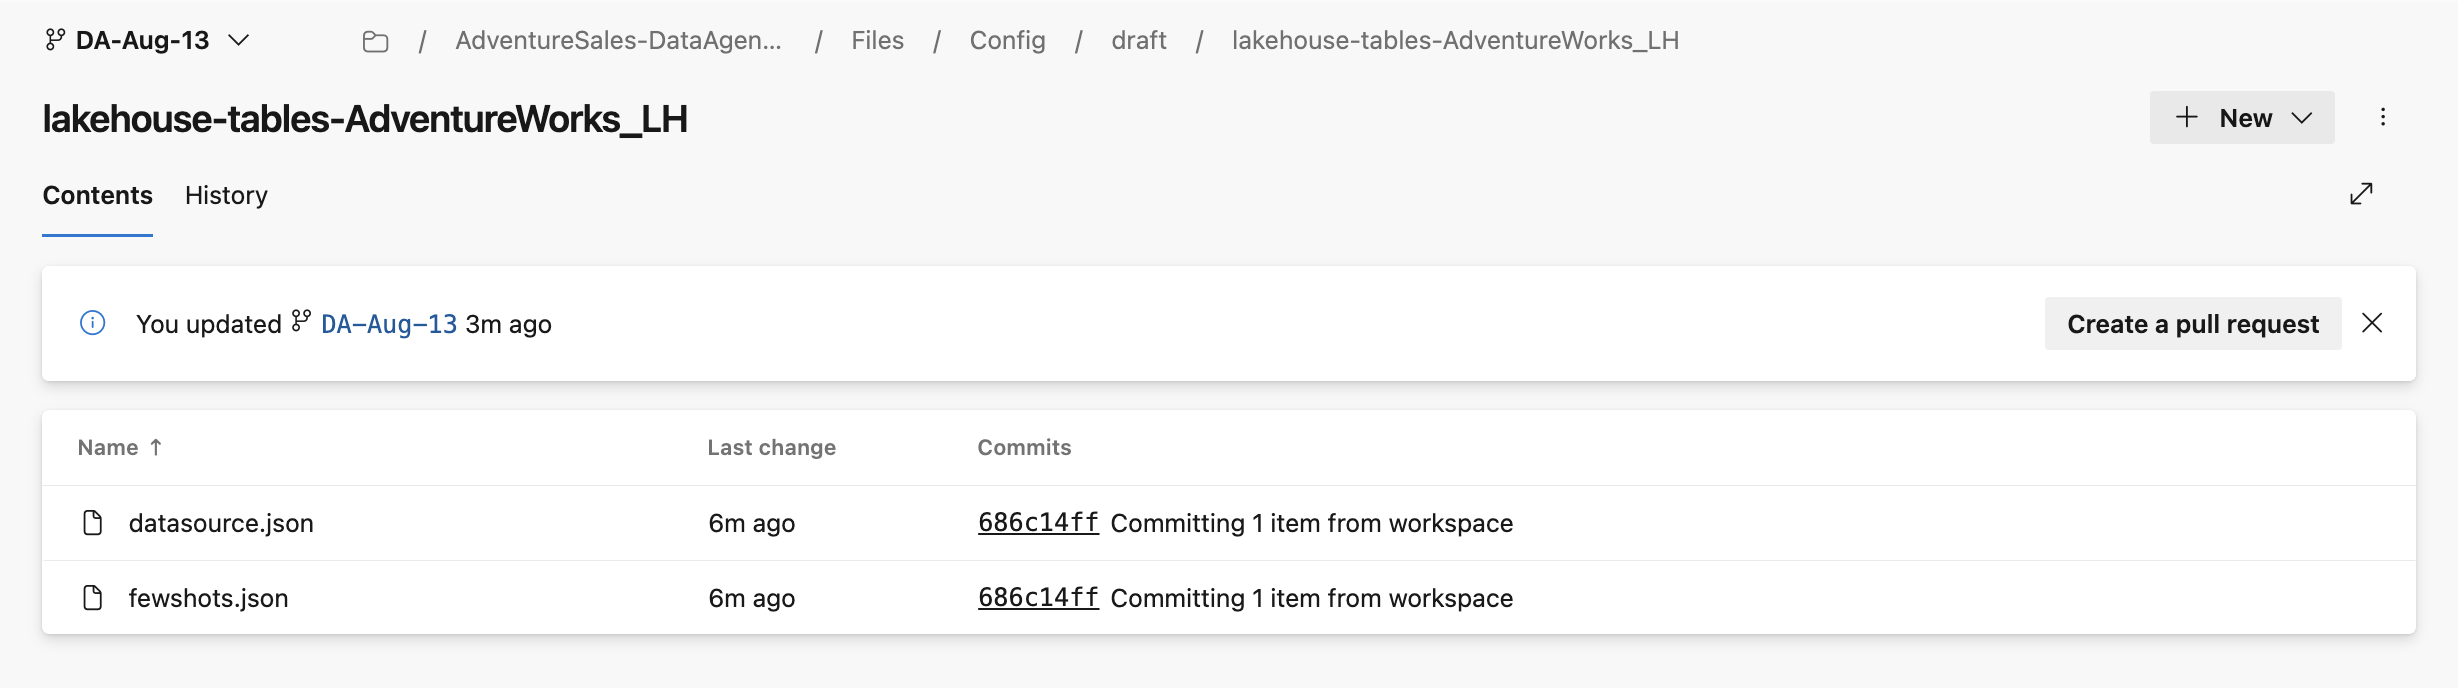 DA-Aug-13 / AdventureSales-DataAgen... / Files / Config / draft / lakehouse-tables-AdventureWorks_LH
lakehouse-tables-AdventureWorks_LH
New
Contents History
You updated DA-Aug-13 3m ago
Create a pull request
Name ↑ Last change Commits
datasource.json 6m ago 686c14ff Committing 1 item from workspace
fewshots.json 6m ago 686c14ff Committing 1 item from workspace